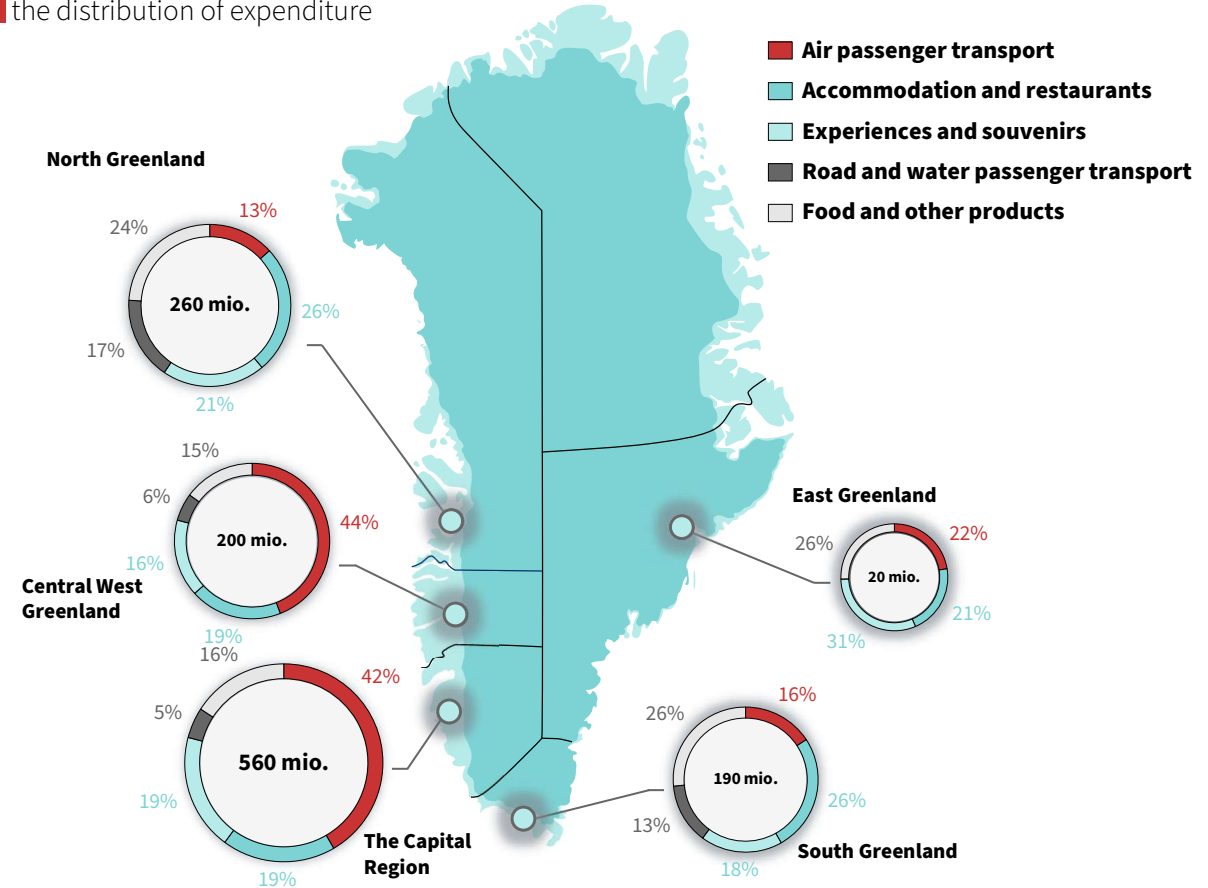 the distribution of expenditure
Air passenger transport
Accommodation and restaurants
Experiences and souvenirs
Road and water passenger transport
Food and other products
North Greenland
24%
13%
260 mio.
26%
17%
21%
15%
6%
44%
200 mio.
16%
Central West
Greenland
19%
16%
42%
5%
560 mio.
19%
The Capital
Region
19%
East Greenland
26%
22%
20 mio.
21%
31%
16%
26%
190 mio.
26%
13%
South Greenland
18%